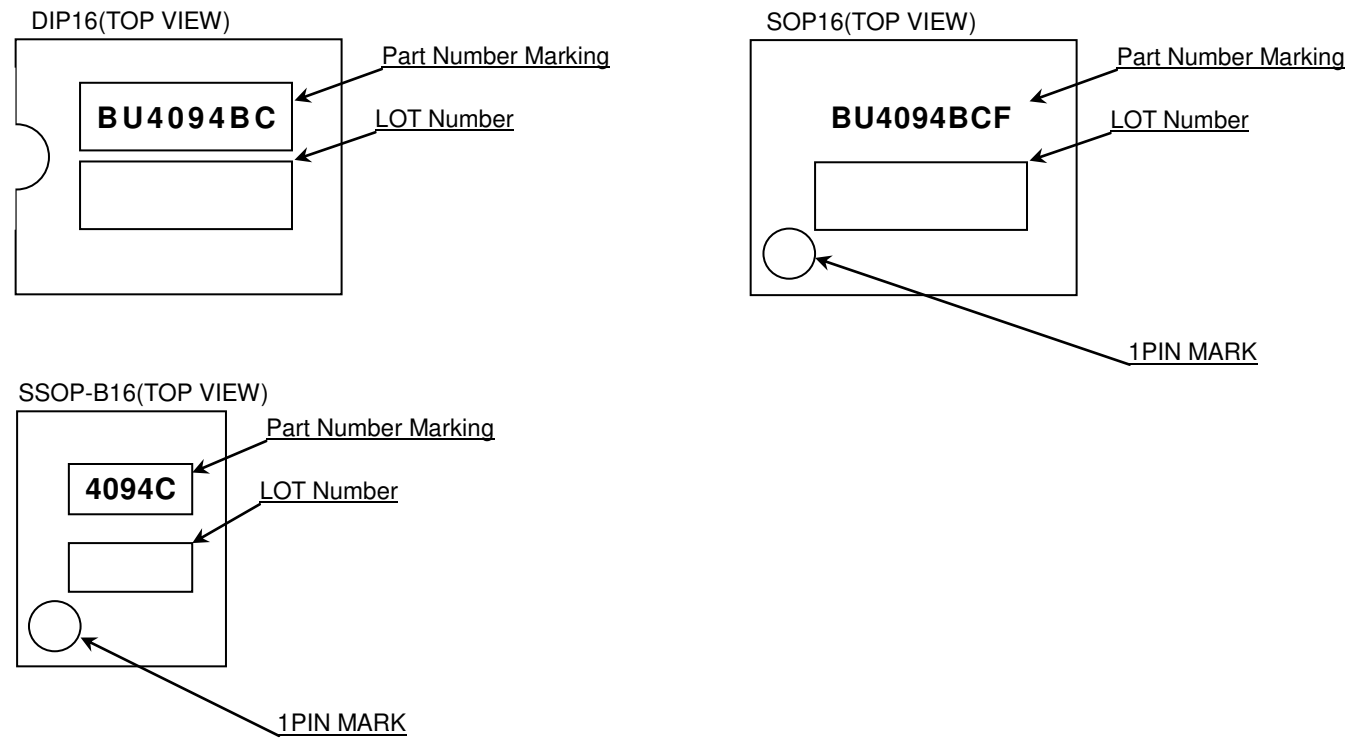 DIP16(TOP VIEW)
Part Number Marking
BU4094BC
LOT Number
SOP16(TOP VIEW)
Part Number Marking
BU4094BCF
LOT Number
1PIN MARK
SSOP-B16(TOP VIEW)
Part Number Marking
4094C
LOT Number
1PIN MARK